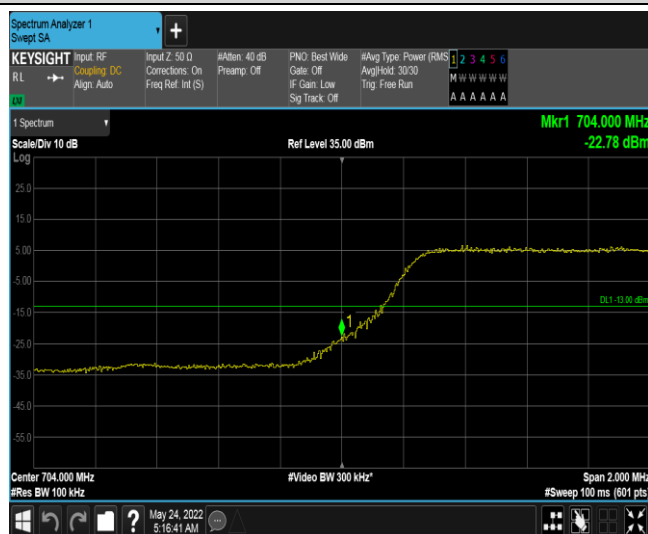 Spectrum Analyzer 1
Swept SA
+
KEYSIGHT Input: RF Input Z: 50 Ω #Atten: 40 dB PNO: Best Wide #Avg Type: Power (RMS 1 2 3 4 5 6
RL Coupling: DC Corrections: On Preamp: Off Gate: Off Avg|Hold: 30/30 M W W W W W
Align: Auto Freq Ref: Int (S) IF Gain: Low Trig: Free Run
Sig Track: Off A A A A A A
1 Spectrum Mkr1 704.000 MHz
Scale/Div 10 dB Ref Level 35.00 dBm -22.78 dBm
Log
25.0
15.0
5.00
-5.00
DL1 -13.00 dBm
-15.0
1
-25.0
-35.0
-45.0
-55.0
Center 704.000 MHz #Video BW 300 kHz* Span 2.000 MHz
#Res BW 100 kHz #Sweep 100 ms (601 pts)
? May 24, 2022
5:16:41 AM